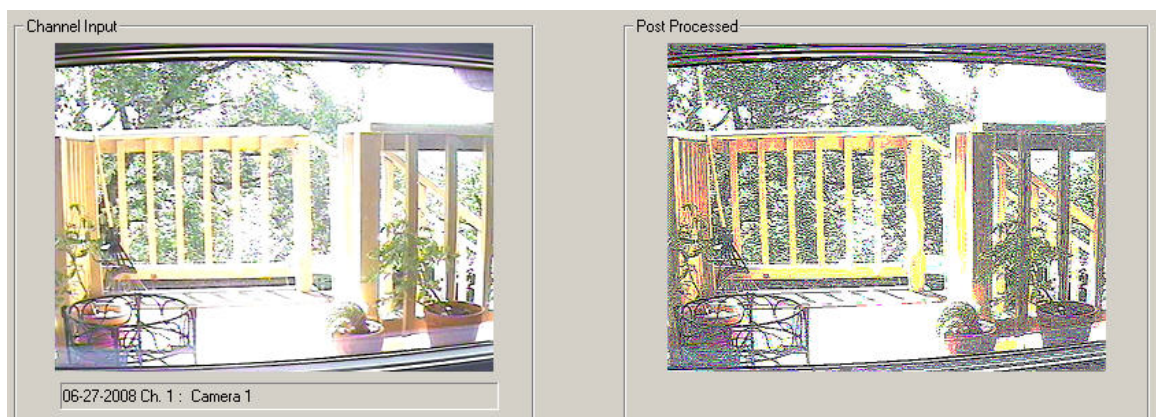 Channel Input
Post Processed
06-27-2008 Ch. 1 : Camera 1